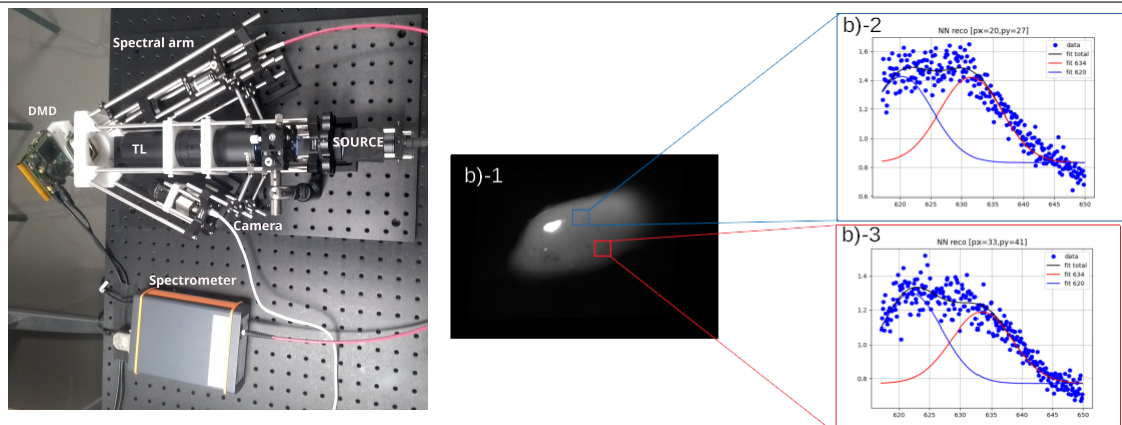 Spectral arm
DMD
TL
SOURCE
Camera
Spectrometer
b)-1
b)-2
NN reco [px=20,py=27]
data
fit total
fit 634
fit 620
1.6
1.4
1.2
1.0
0.8
0.6
620 625 630 635 640 645 650
b)-3
NN reco [px=33,py=41]
data
fit total
fit 634
fit 620
1.4
1.2
1.0
0.8
620 625 630 635 640 645 650